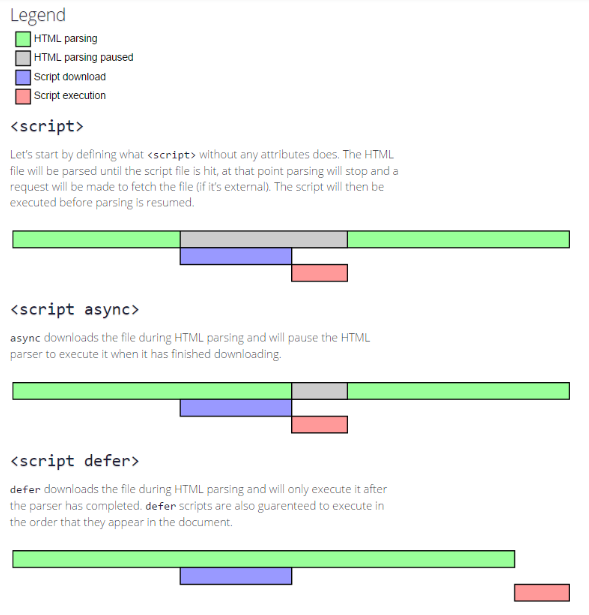 Legend
HTML parsing
HTML parsing paused
Script download
Script execution
<script>
Let's start by defining what <script> without any attributes does. The HTML
file will be parsed until the script file is hit, at that point parsing will stop and a
request will be made to fetch the file (if it's external). The script will then be
executed before parsing is resumed.
<script async>
async downloads the file during HTML parsing and will pause the HTML
parser to execute it when it has finished downloading.
<script defer>
defer downloads the file during HTML parsing and will only execute it after
the parser has completed. defer scripts are also guarenteed to execute in
the order that they appear in the document.